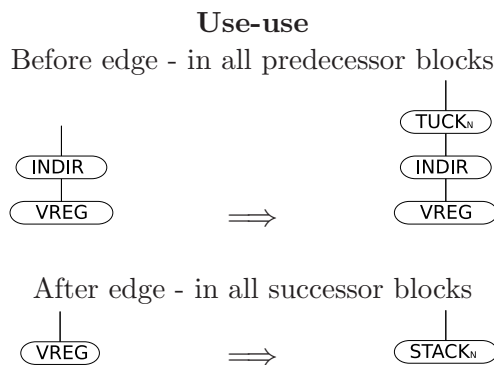 Use-use
Before edge - in all predecessor blocks
TUCKN
INDIR INDIR
VREG ⟹ VREG
After edge - in all successor blocks
VREG ⟹ STACKN